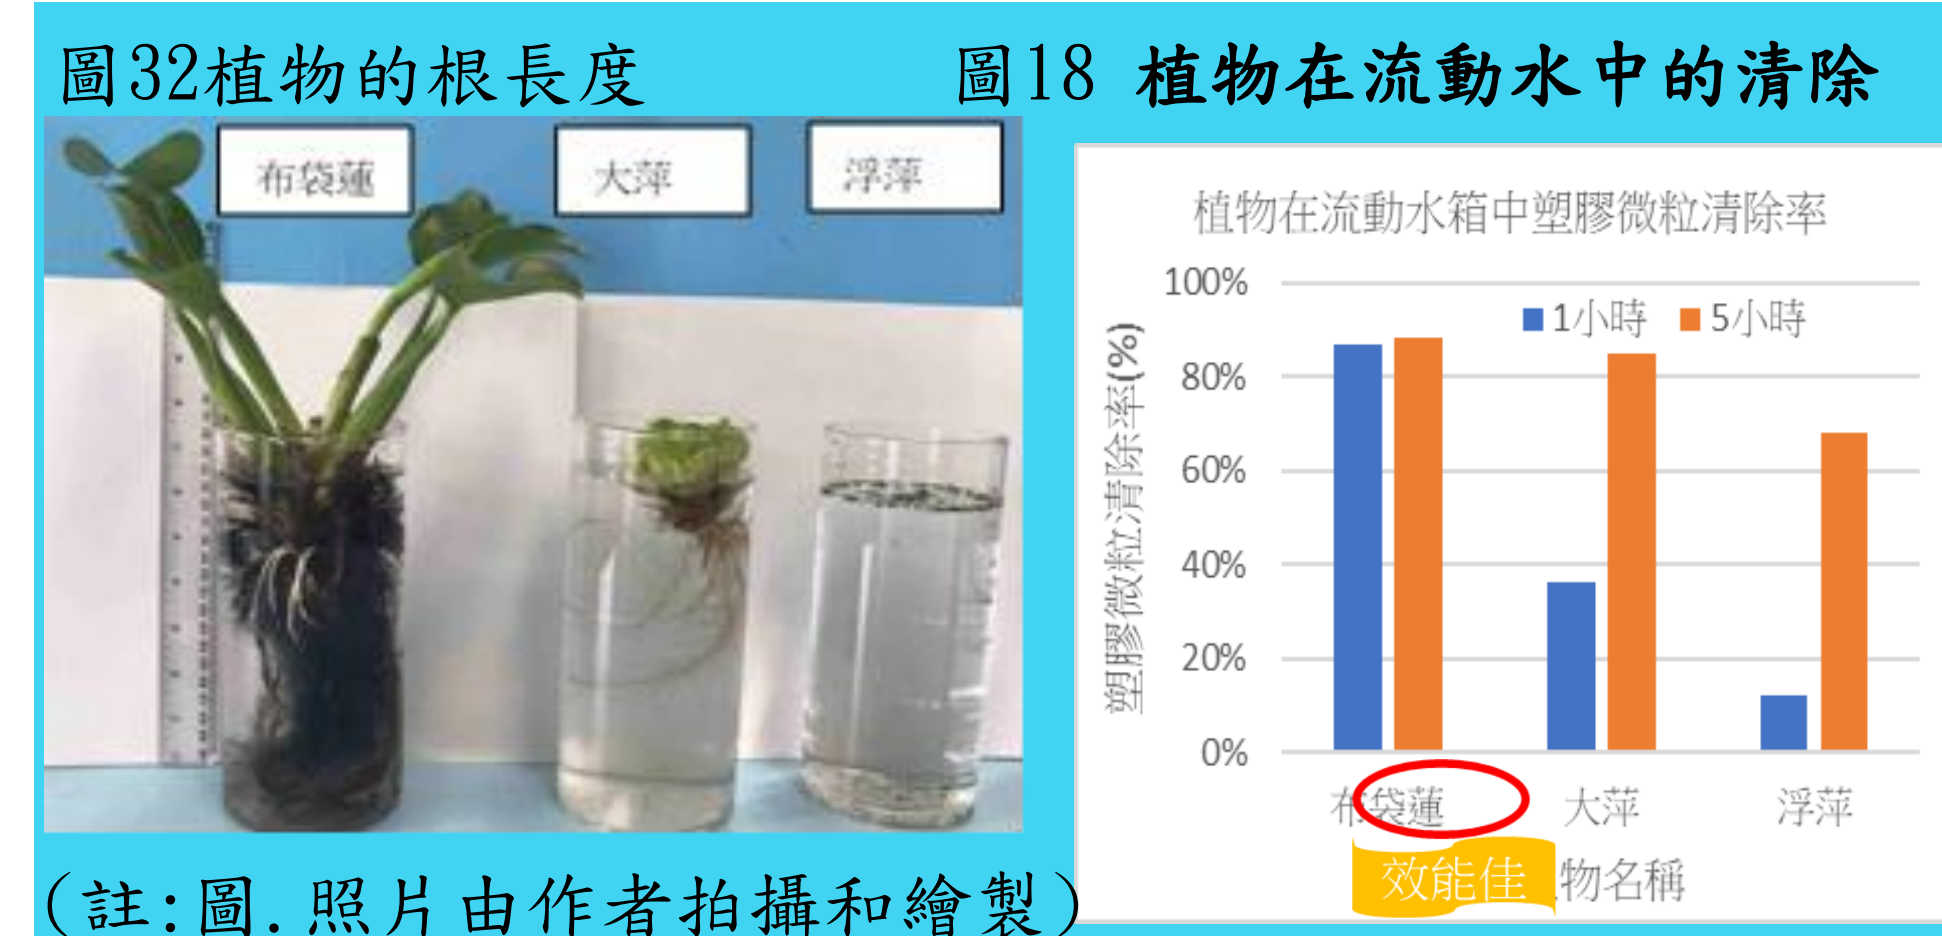 圖32植物的根長度
圖18 植物在流動水中的清除
布袋蓮
大萍
浮萍
植物在流動水箱中塑膠微粒清除率
塑膠微粒清除率(%)
100%
80%
60%
40%
20%
0%
1小時 5小時
布袋蓮 大萍 浮萍
效能佳
物名稱
(註:圖.照片由作者拍攝和繪製)